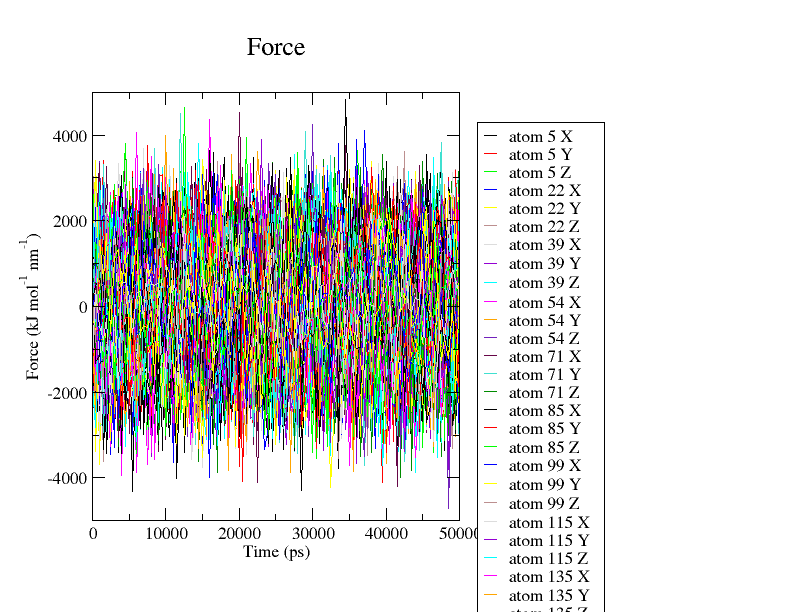 Force
4000
2000
0
-2000
-4000
Force (kJ mol-1 nm-1)
0 10000 20000 30000 40000 50000
Time (ps)
atom 5 X
atom 5 Y
atom 5 Z
atom 22 X
atom 22 Y
atom 22 Z
atom 39 X
atom 39 Y
atom 39 Z
atom 54 X
atom 54 Y
atom 54 Z
atom 71 X
atom 71 Y
atom 71 Z
atom 85 X
atom 85 Y
atom 85 Z
atom 99 X
atom 99 Y
atom 99 Z
atom 115 X
atom 115 Y
atom 115 Z
atom 135 X
atom 135 Y
atom 135 Z